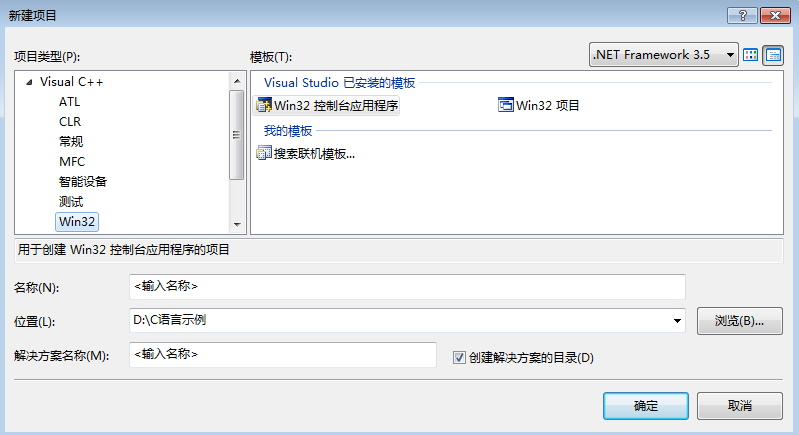 新建项目
项目类型(P):
模板(T):
.NET Framework 3.5
Visual C++
ATL
CLR
常规
MFC
智能设备
测试
Win32
Visual Studio 已安装的模板
Win32 控制台应用程序
Win32 项目
我的模板
搜索联机模板...
用于创建 Win32 控制台应用程序的项目
名称(N):
<输入名称>
位置(L):
D:\C语言示例
浏览(B)...
解决方案名称(M):
<输入名称>
创建解决方案的目录(D)
确定
取消